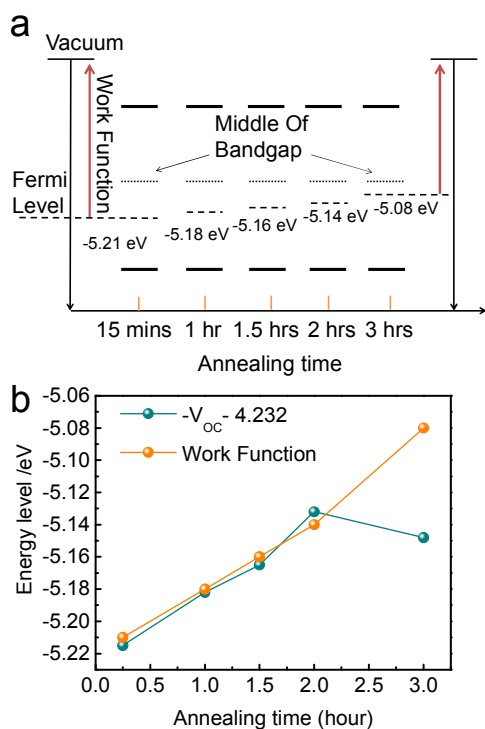 a
Vacuum
Work Function
Middle Of
Bandgap
Fermi
Level
-5.21 eV
-5.18 eV
-5.16 eV
-5.14 eV
-5.08 eV
15 mins 1 hr 1.5 hrs 2 hrs 3 hrs
Annealing time
b
-5.06
-5.08
-5.10
-5.12
-5.14
-5.16
-5.18
-5.20
-5.22
Energy level /eV
-VOC- 4.232
Work Function
0.0 0.5 1.0 1.5 2.0 2.5 3.0
Annealing time (hour)